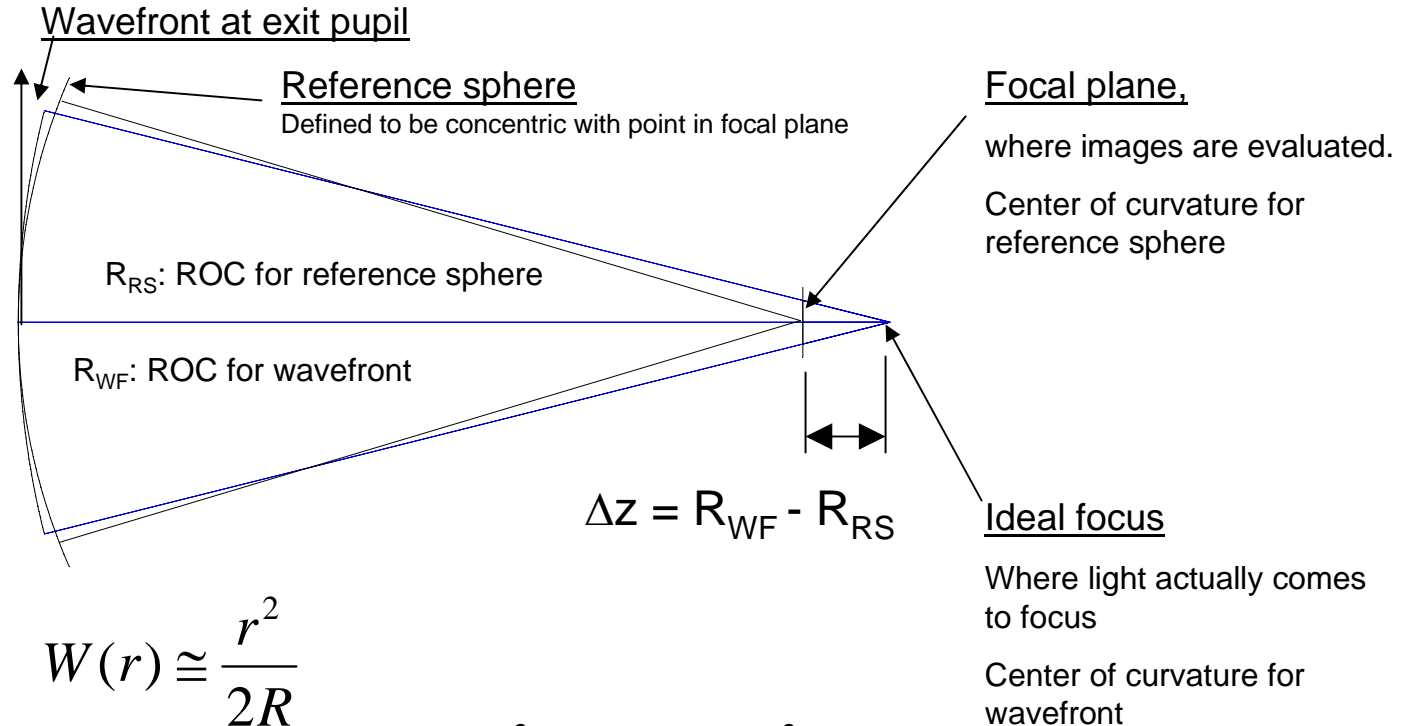 Wavefront at exit pupil
Reference sphere
Defined to be concentric with point in focal plane
Focal plane,
where images are evaluated.
Center of curvature for
reference sphere
R_RS: ROC for reference sphere
R_WF: ROC for wavefront
Δz = R_WF - R_RS
Ideal focus
Where light actually comes
to focus
Center of curvature for
wavefront
W(r) ≅ r² / 2R